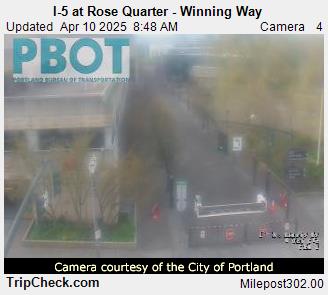 I-5 at Rose Quarter - Winning Way
Updated Apr 10 2025 8:48 AM Camera 4
PBOT
PORTLAND BUREAU OF TRANSPORTATION
Camera courtesy of the City of Portland
TripCheck.com Milepost302.00